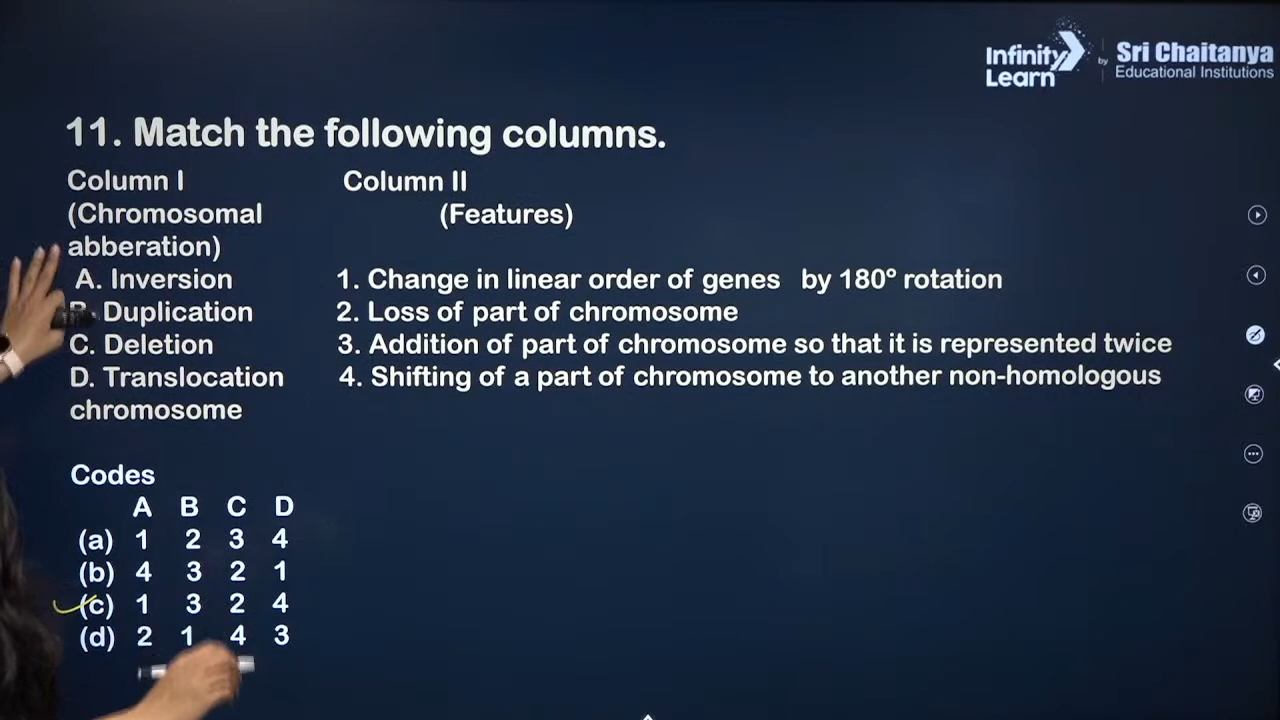 Infinity Learn by Sri Chaitanya Educational Institutions
11. Match the following columns.
Column I Column II
(Chromosomal (Features)
abberation)
A. Inversion 1. Change in linear order of genes by 180º rotation
B. Duplication 2. Loss of part of chromosome
C. Deletion 3. Addition of part of chromosome so that it is represented twice
D. Translocation 4. Shifting of a part of chromosome to another non-homologous
chromosome
Codes
A B C D
(a) 1 2 3 4
(b) 4 3 2 1
(c) 1 3 2 4
(d) 2 1 4 3